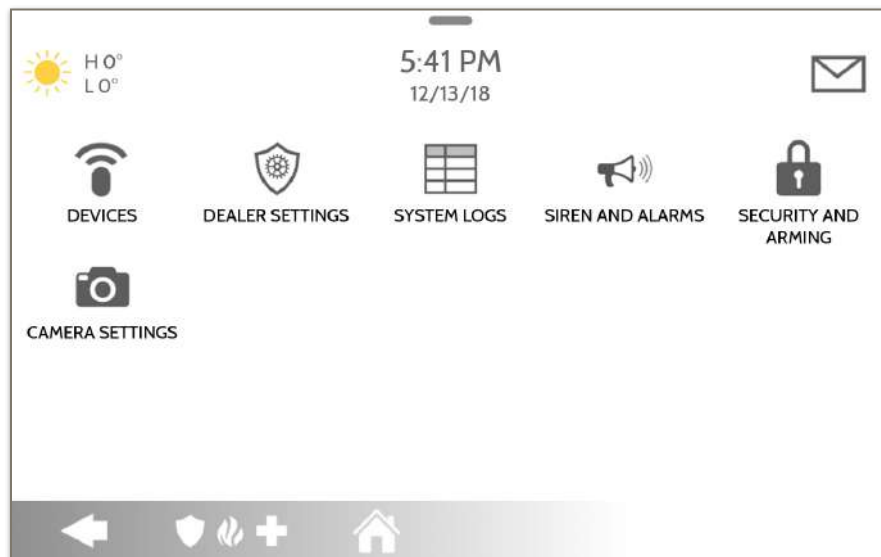 H 0°
L 0°
5:41 PM
12/13/18
DEVICES
DEALER SETTINGS
SYSTEM LOGS
SIREN AND ALARMS
SECURITY AND
ARMING
CAMERA SETTINGS